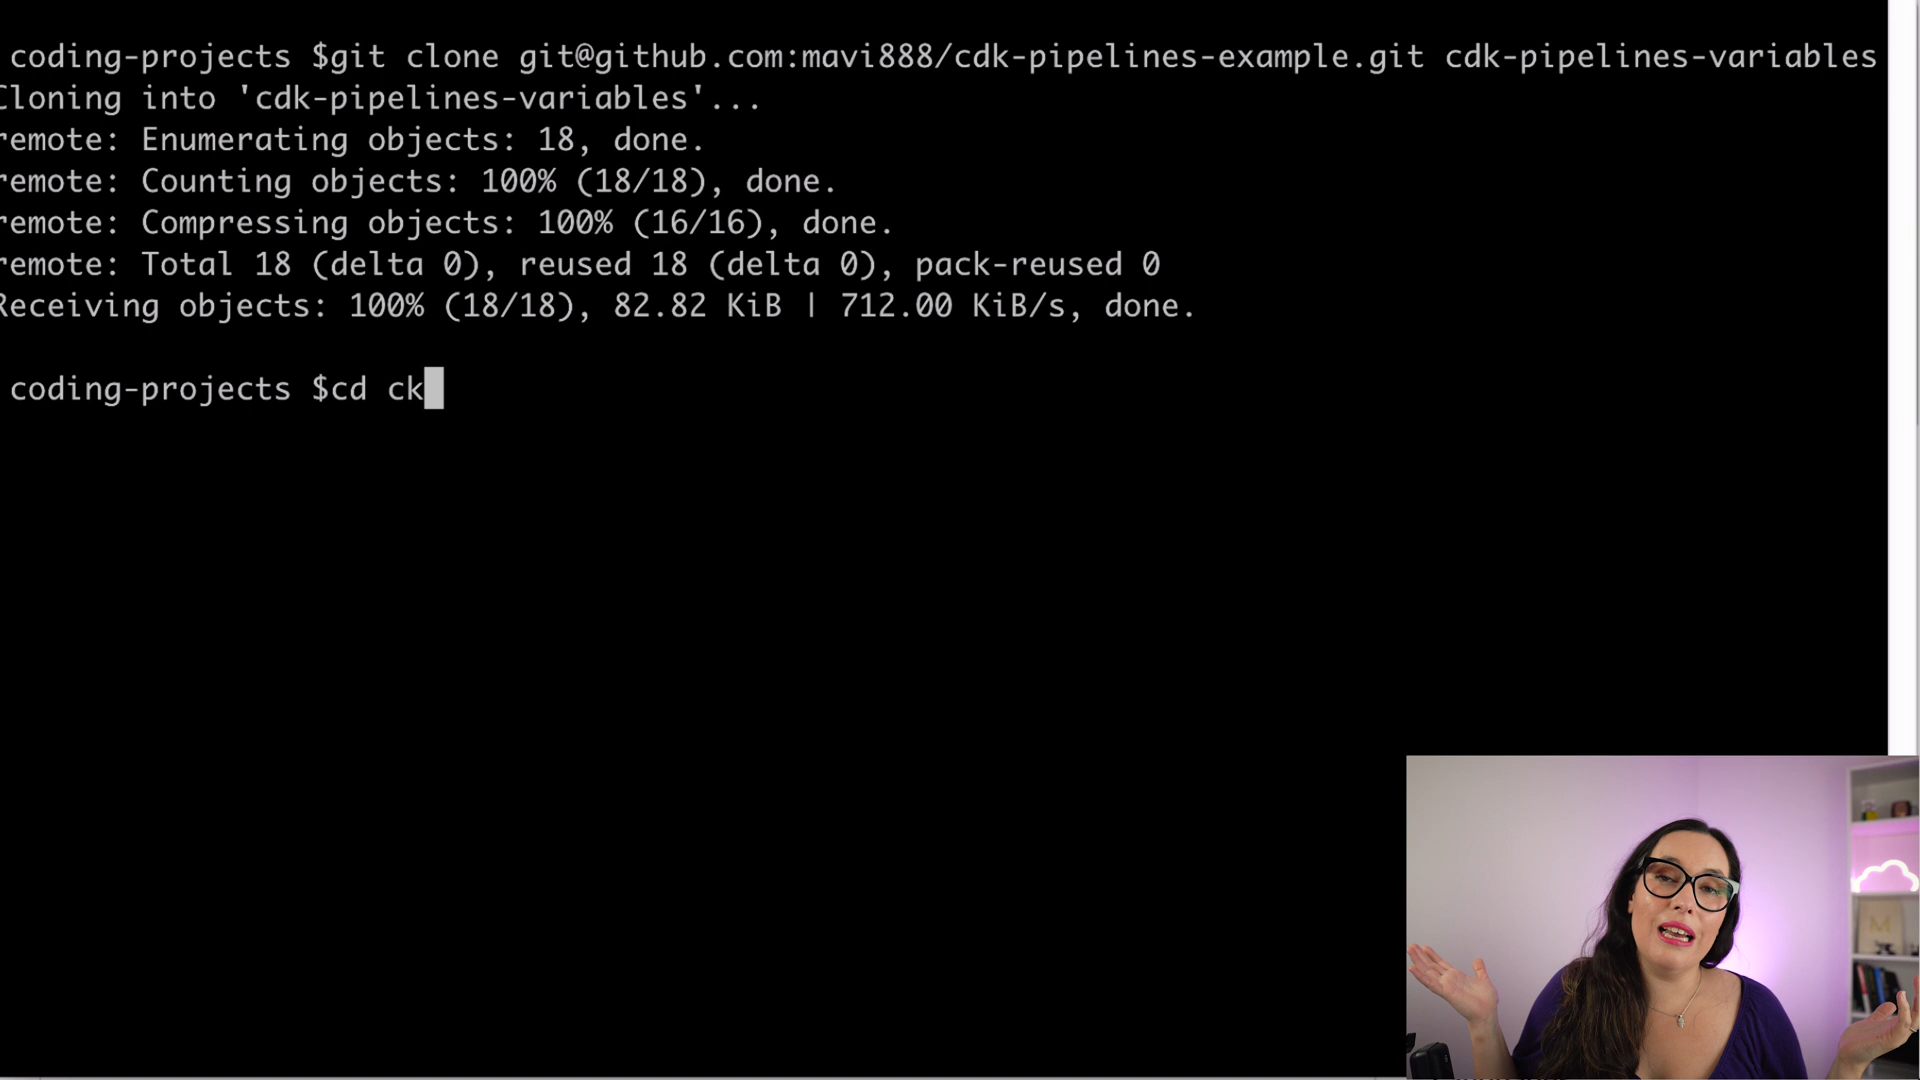 coding-projects $git clone git@github.com:mavi888/cdk-pipelines-example.git cdk-pipelines-variables
Cloning into 'cdk-pipelines-variables'...
remote: Enumerating objects: 18, done.
remote: Counting objects: 100% (18/18), done.
remote: Compressing objects: 100% (16/16), done.
remote: Total 18 (delta 0), reused 18 (delta 0), pack-reused 0
Receiving objects: 100% (18/18), 82.82 KiB | 712.00 KiB/s, done.
coding-projects $cd ck